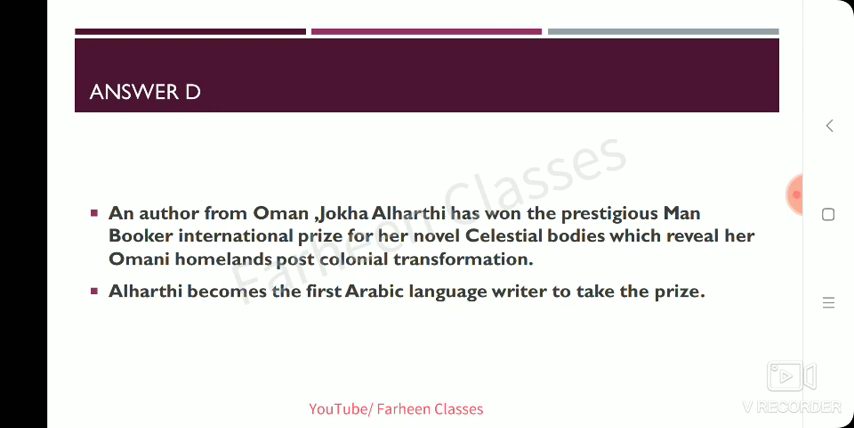 ANSWER D
An author from Oman ,Jokha Alharthi has won the prestigious Man
Booker international prize for her novel Celestial bodies which reveal her
Omani homelands post colonial transformation.
Alharthi becomes the first Arabic language writer to take the prize.
Farheen Classes
YouTube/ Farheen Classes
V RECORDER